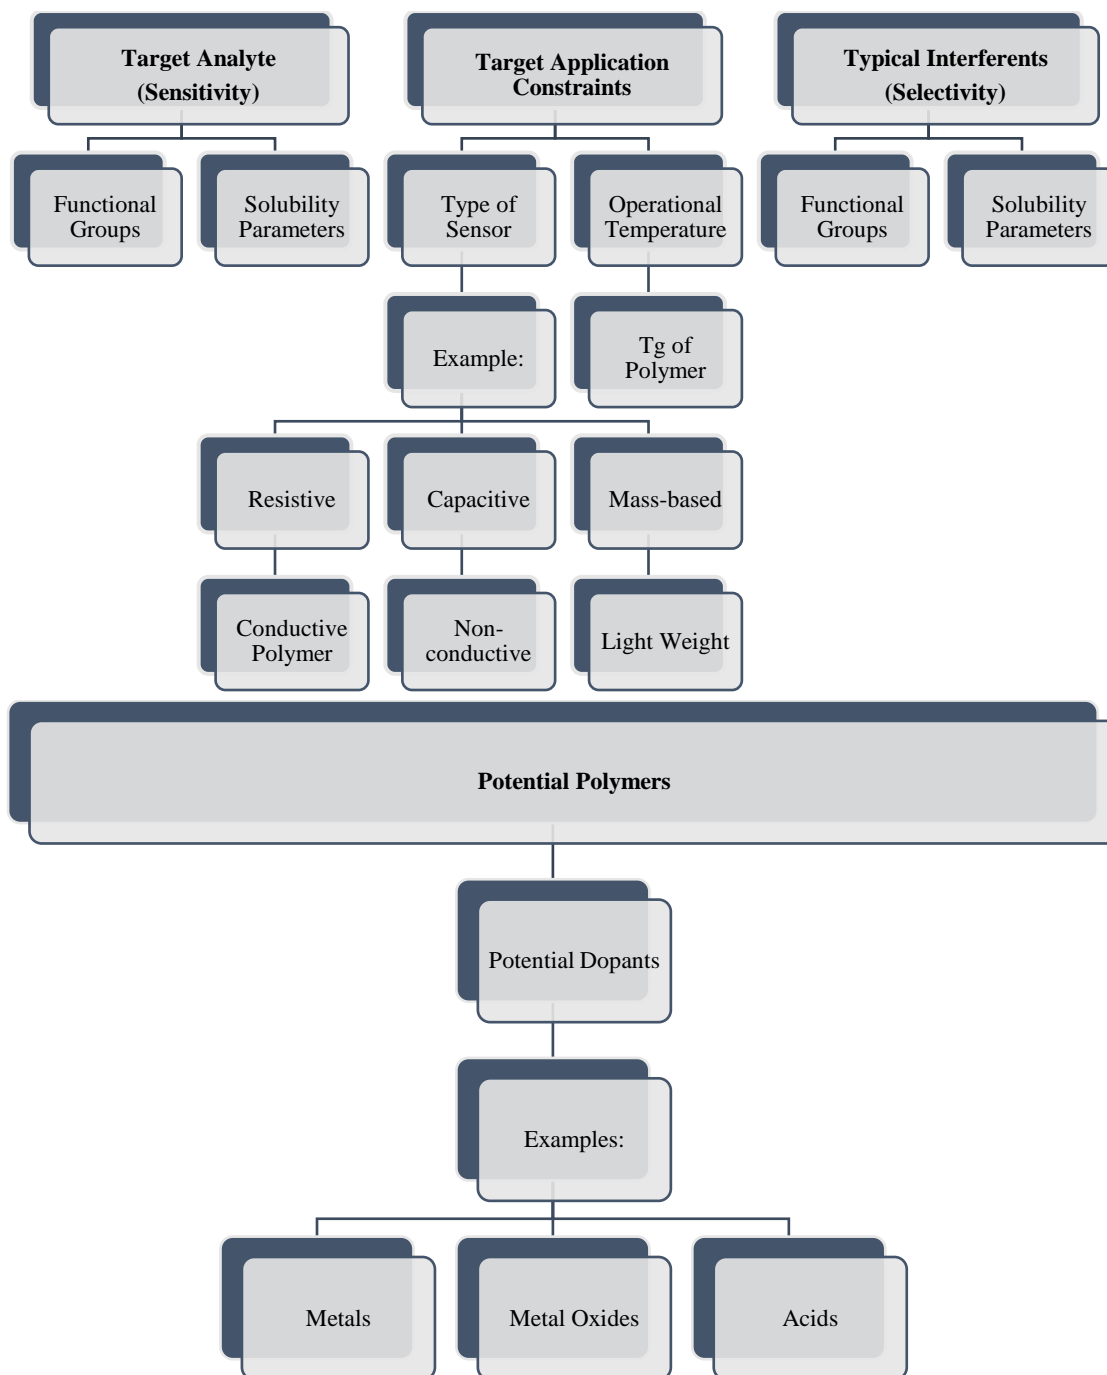 Target Analyte
(Sensitivity)
Target Application
Constraints
Typical Interferents
(Selectivity)
Functional
Groups
Solubility
Parameters
Type of
Sensor
Operational
Temperature
Functional
Groups
Solubility
Parameters
Example:
Tg of
Polymer
Resistive
Capacitive
Mass-based
Conductive
Polymer
Non-
conductive
Light Weight
Potential Polymers
Potential Dopants
Examples:
Metals
Metal Oxides
Acids